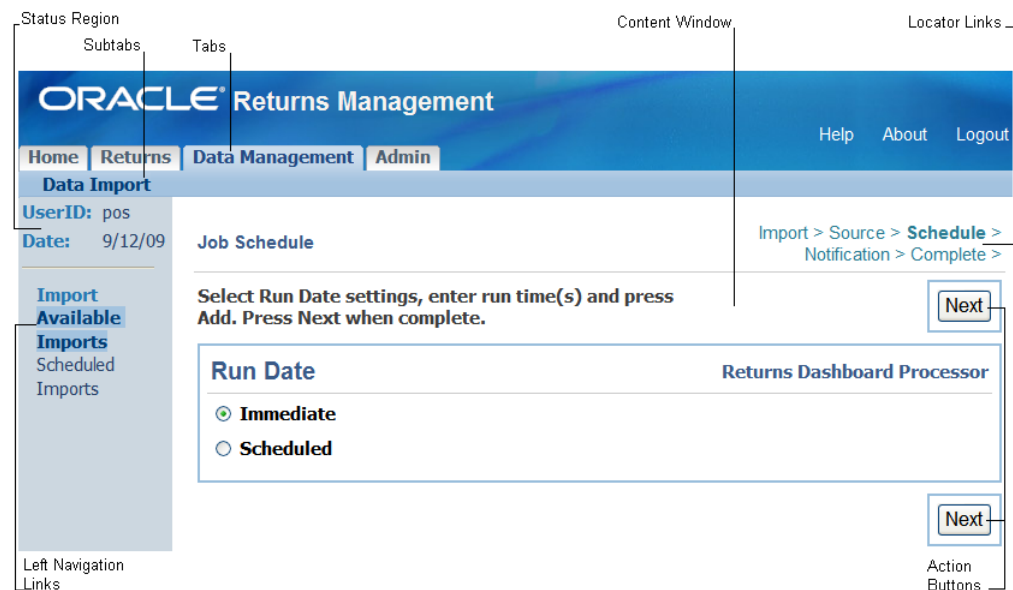 Status Region
Content Window
Locator Links
Subtabs
Tabs
ORACLE® Returns Management
Help About Logout
Home Returns Data Management Admin
Data Import
UserID: pos
Date: 9/12/09
Job Schedule
Import > Source > Schedule >
Notification > Complete >
Import
Available
Imports
Scheduled
Imports
Select Run Date settings, enter run time(s) and press
Add. Press Next when complete.
Next
Run Date
Returns Dashboard Processor
Immediate
Scheduled
Next
Left Navigation
Links
Action
Buttons